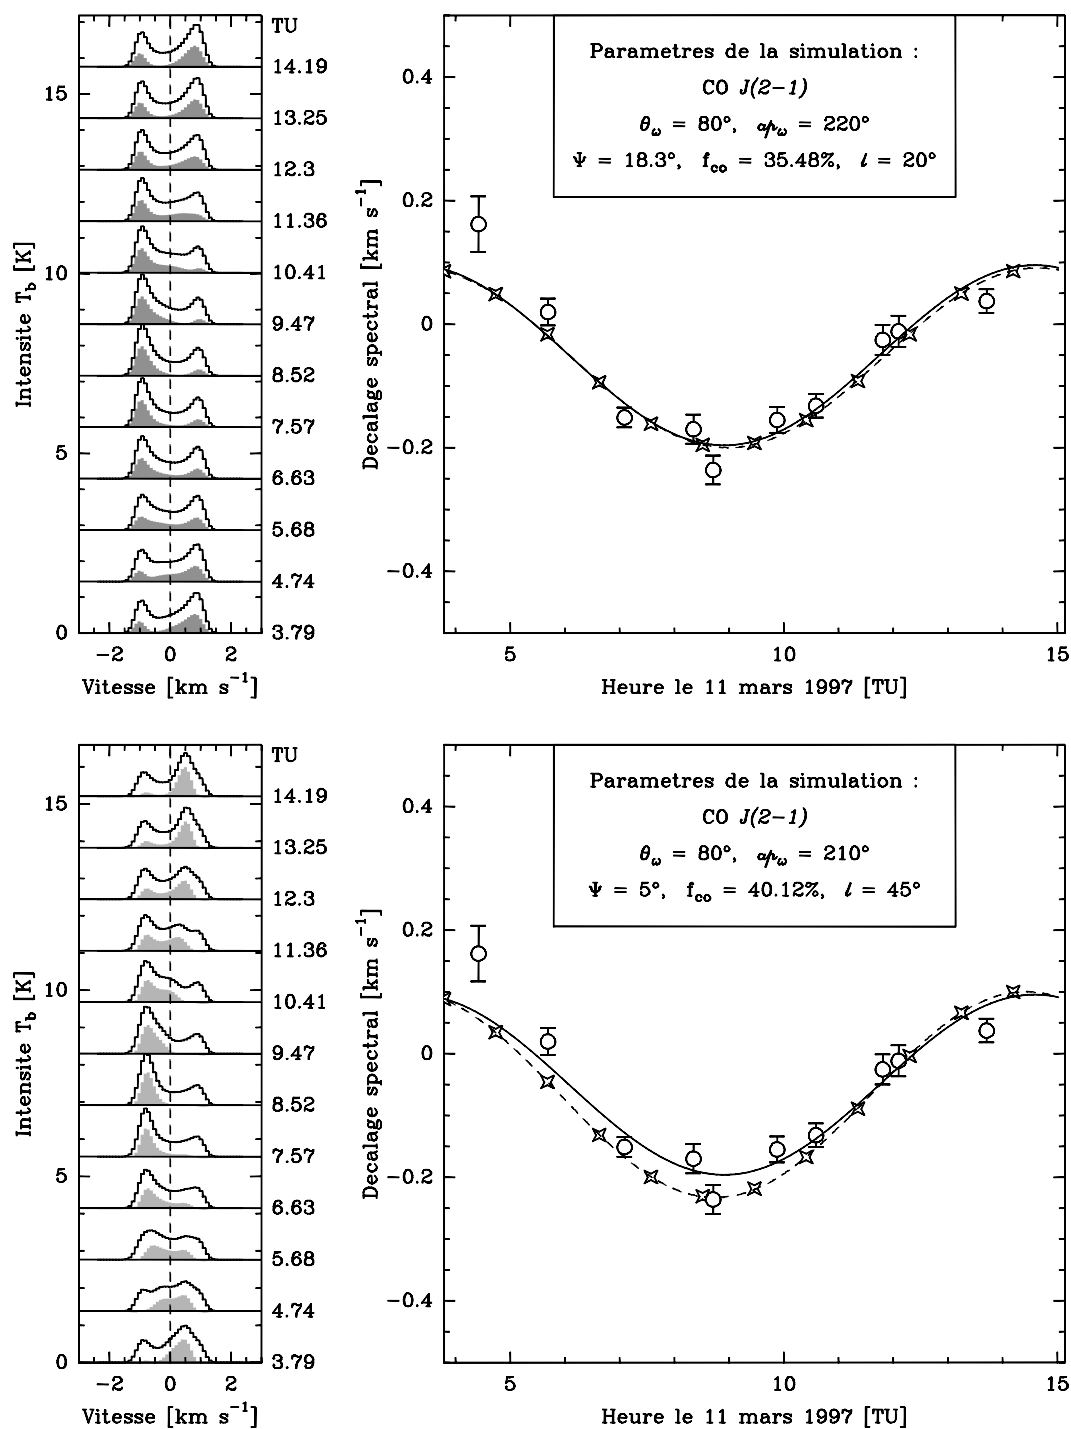 TU
14.19
13.25
12.3
11.36
10.41
9.47
8.52
7.57
6.63
5.68
4.74
3.79
15
10
5
0
Intensite T_b [K]
−2 0 2
Vitesse [km s⁻¹]
Parametres de la simulation :
CO J(2−1)
θ_ω = 80°, ap_ω = 220°
Ψ = 18.3°, f_co = 35.48%, l = 20°
0.4
0.2
0
−0.2
−0.4
Decalage spectral [km s⁻¹]
5 10 15
Heure le 11 mars 1997 [TU]
TU
14.19
13.25
12.3
11.36
10.41
9.47
8.52
7.57
6.63
5.68
4.74
3.79
15
10
5
0
Intensite T_b [K]
−2 0 2
Vitesse [km s⁻¹]
Parametres de la simulation :
CO J(2−1)
θ_ω = 80°, ap_ω = 210°
Ψ = 5°, f_co = 40.12%, l = 45°
0.4
0.2
0
−0.2
−0.4
Decalage spectral [km s⁻¹]
5 10 15
Heure le 11 mars 1997 [TU]